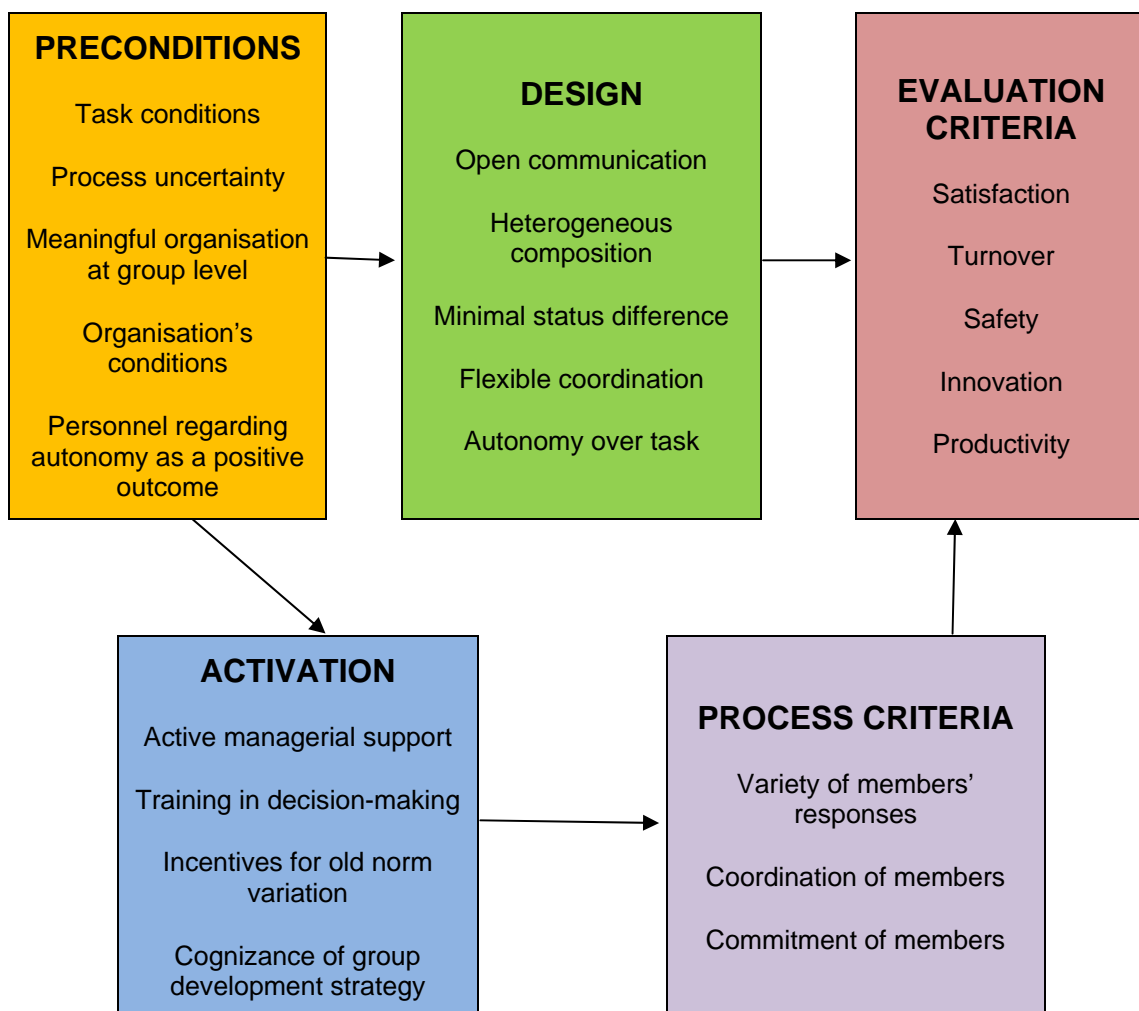 PRECONDITIONS
Task conditions
Process uncertainty
Meaningful organisation
at group level
Organisation’s
conditions
Personnel regarding
autonomy as a positive
outcome
DESIGN
Open communication
Heterogeneous
composition
Minimal status difference
Flexible coordination
Autonomy over task
EVALUATION
CRITERIA
Satisfaction
Turnover
Safety
Innovation
Productivity
ACTIVATION
Active managerial support
Training in decision-making
Incentives for old norm
variation
Cognizance of group
development strategy
PROCESS CRITERIA
Variety of members’
responses
Coordination of members
Commitment of members